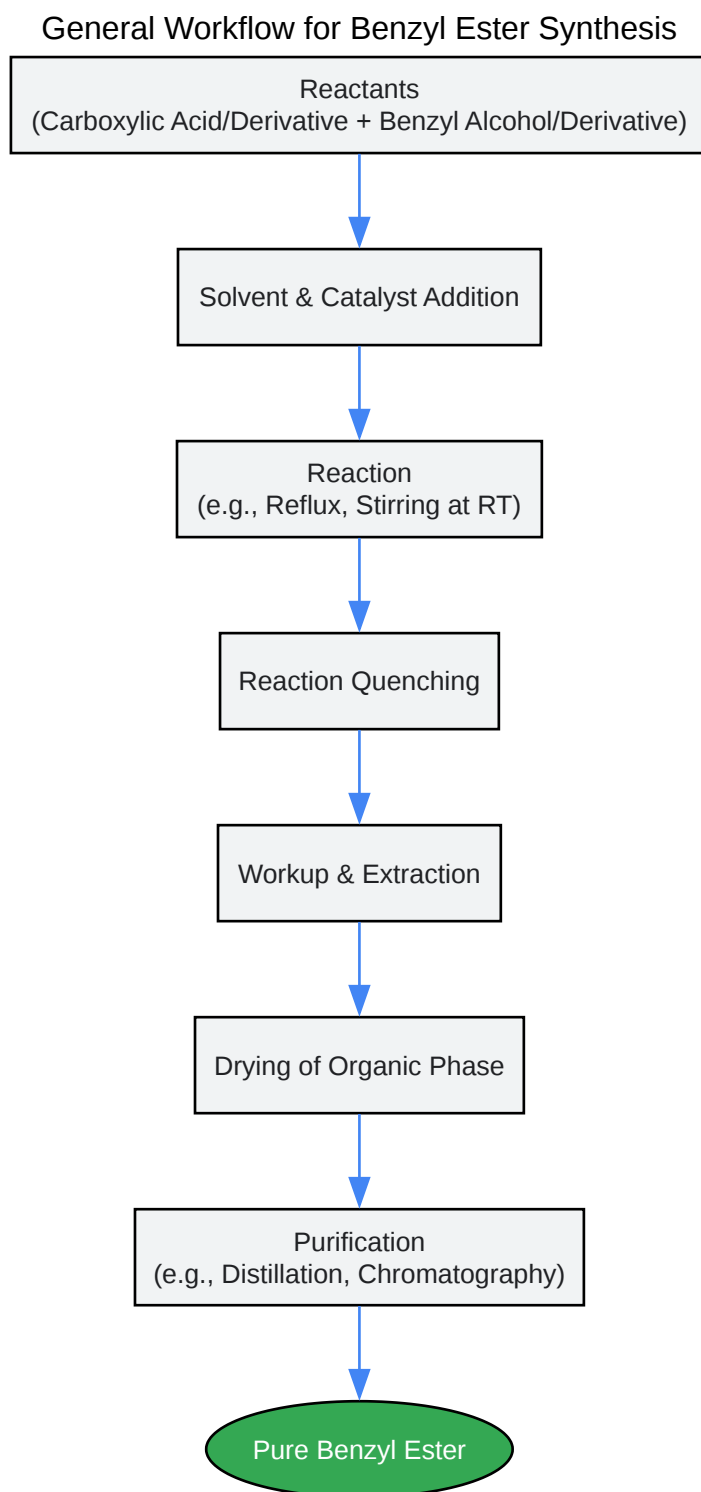 General Workflow for Benzyl Ester Synthesis
Reactants
(Carboxylic Acid/Derivative + Benzyl Alcohol/Derivative)
Solvent & Catalyst Addition
Reaction
(e.g., Reflux, Stirring at RT)
Reaction Quenching
Workup & Extraction
Drying of Organic Phase
Purification
(e.g., Distillation, Chromatography)
Pure Benzyl Ester